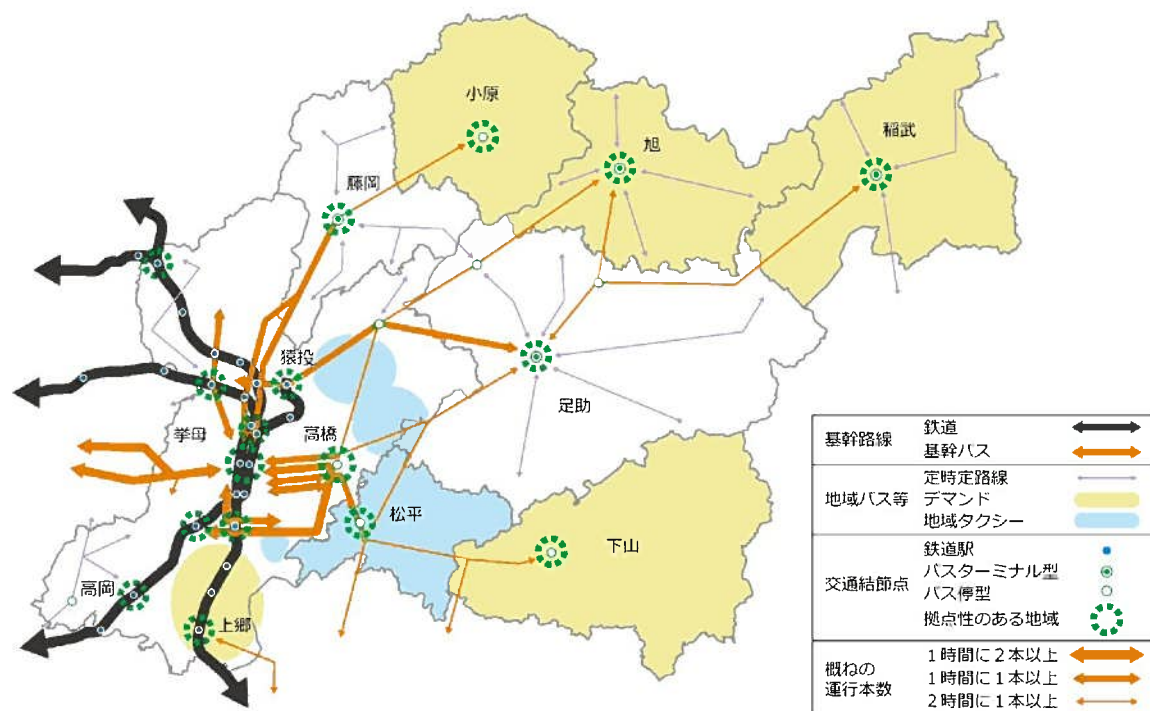 小原
旭
稲武
藤岡
猿投
足助
挙母
高橋
松平
下山
高岡
上郷
基幹路線
鉄道
基幹バス
地域バス等
定時定路線
デマンド
地域タクシー
交通結節点
鉄道駅
バスターミナル型
バス停型
拠点性のある地域
概ねの
運行本数
1時間に2本以上
1時間に1本以上
2時間に1本以上